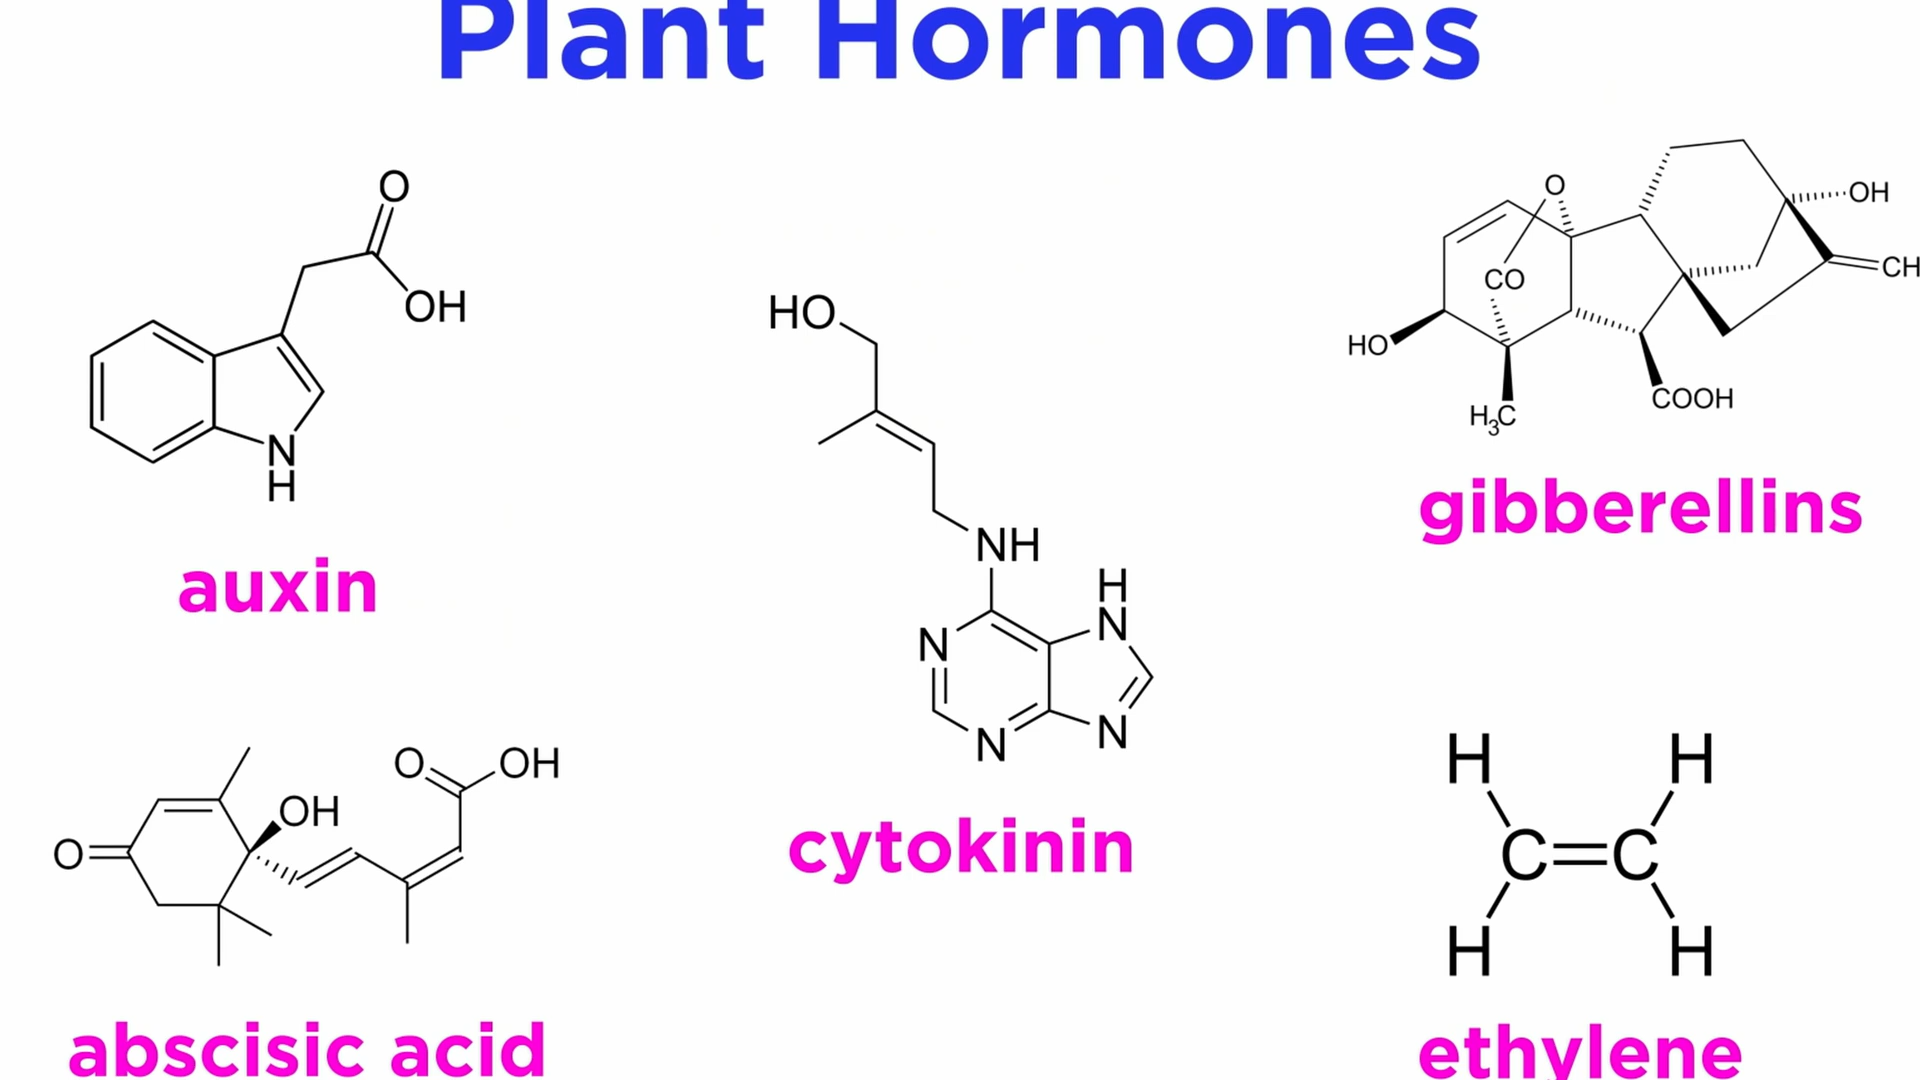 Plant Hormones
O
OH
N
H
auxin
HO
NH
H
N
N
N
N
cytokinin
O
OH
CO
CH
HO
COOH
H3C
gibberellins
O
OH
OH
O
abscisic acid
H H
C=C
H H
ethylene